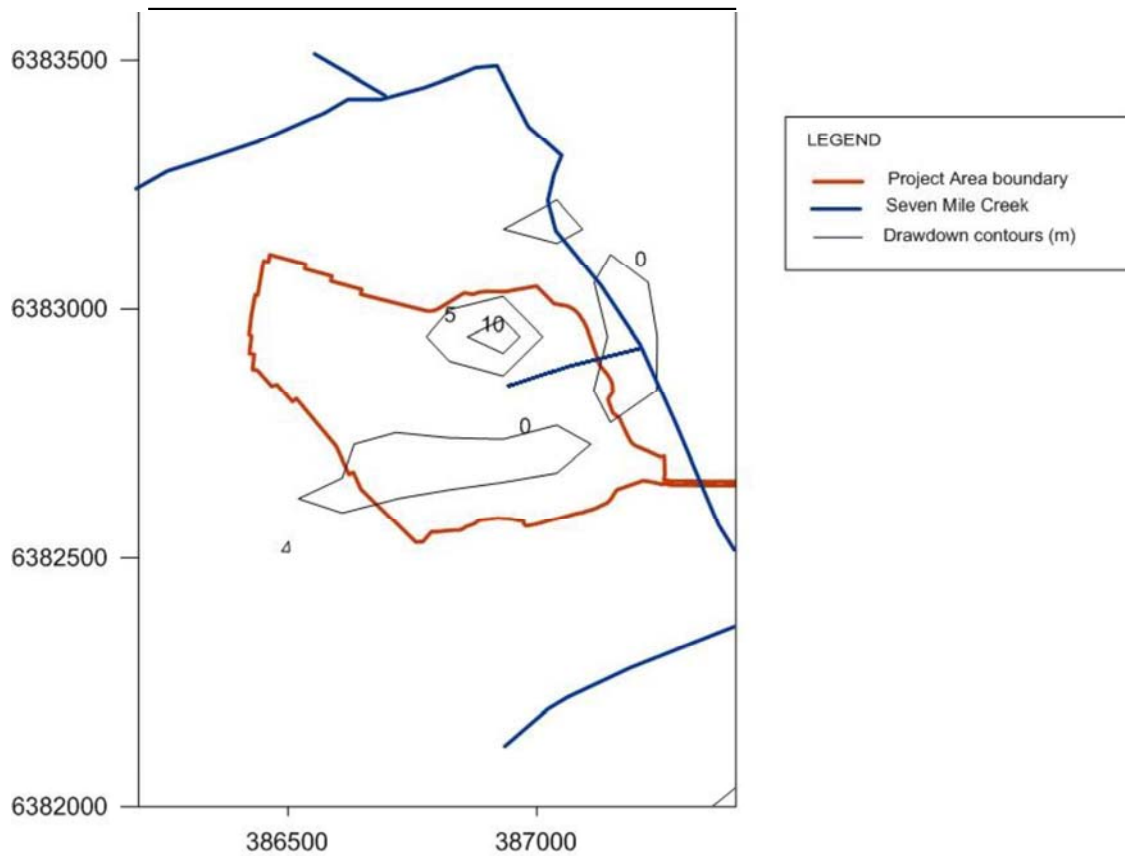 6383500
LEGEND
Project Area boundary
Seven Mile Creek
Drawdown contours (m)
0
6383000
5
10
0
6382500
6382000
386500
387000